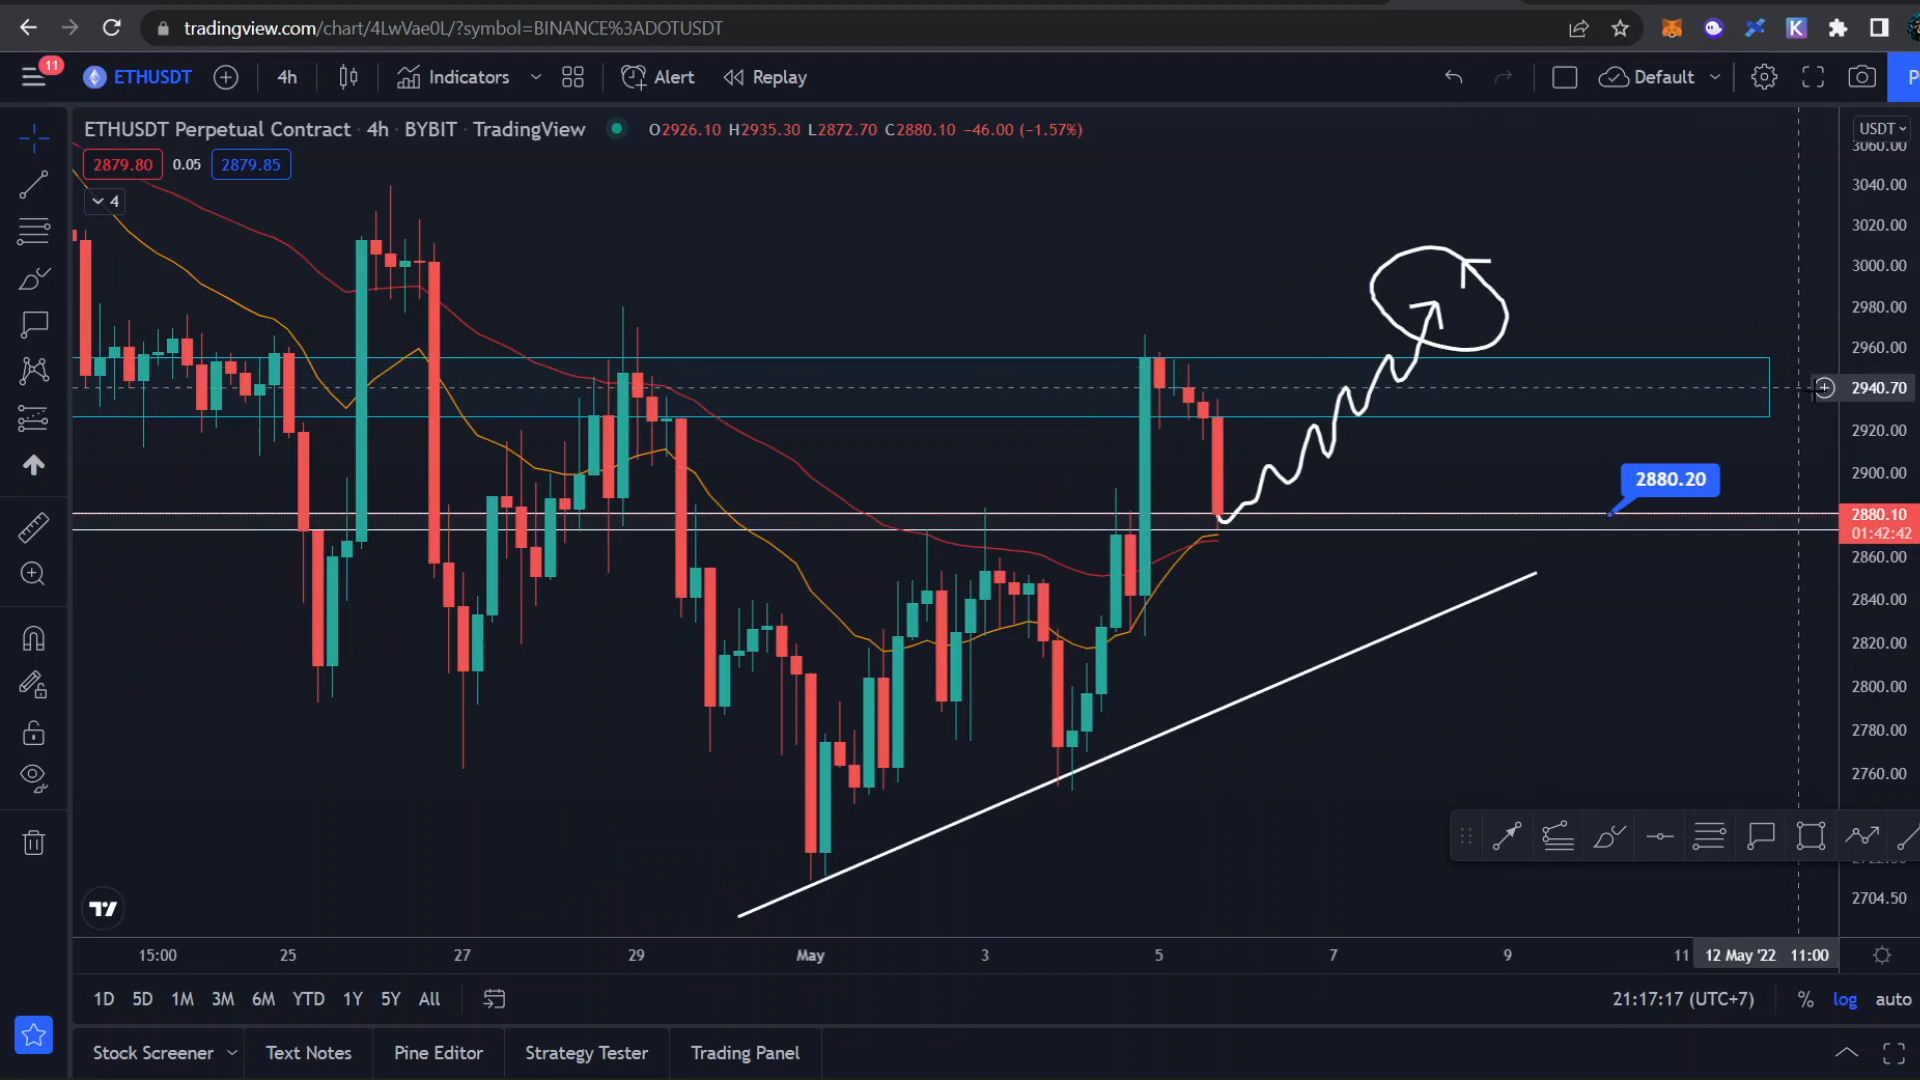 tradingview.com/chart/4LwVae0L/?symbol=BINANCE%3ADOTUSDT
11
ETHUSDT
4h
Indicators
Alert
Replay
Default
ETHUSDT Perpetual Contract · 4h · BYBIT · TradingView
O2926.10 H2935.30 L2872.70 C2880.10 −46.00 (−1.57%)
2879.80
0.05
2879.85
4
USDT
3060.00
3040.00
3020.00
3000.00
2980.00
2960.00
2940.70
2920.00
2900.00
2880.20
2880.10
01:42:42
2860.00
2840.00
2820.00
2800.00
2780.00
2760.00
2704.50
15:00 25 27 29 May 3 5 7 9 11 12 May '22 11:00
1D 5D 1M 3M 6M YTD 1Y 5Y All
21:17:17 (UTC+7) % log auto
Stock Screener Text Notes Pine Editor Strategy Tester Trading Panel